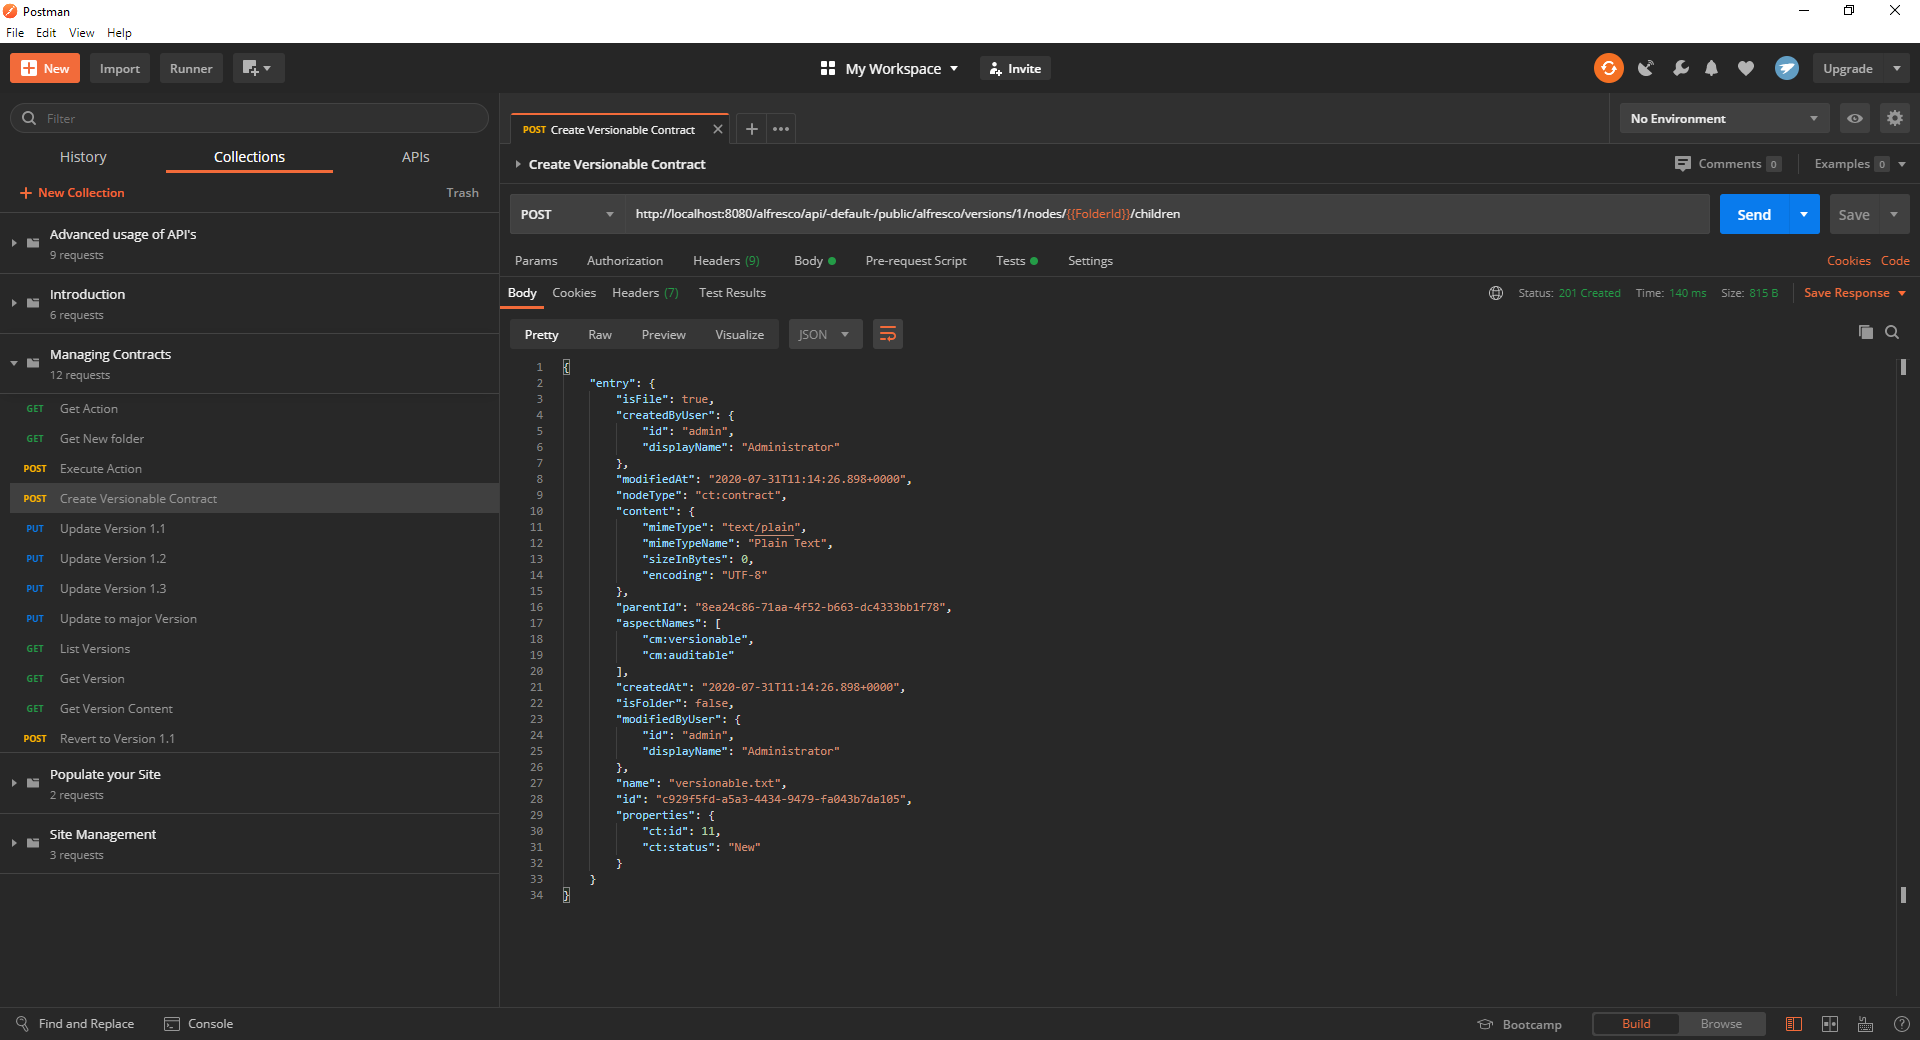 Postman
File Edit View Help
New Import Runner My Workspace Invite Upgrade
Filter
History Collections APIs
New Collection Trash
Advanced usage of API's
9 requests
Introduction
6 requests
Managing Contracts
12 requests
GET Get Action
GET Get New folder
POST Execute Action
POST Create Versionable Contract
PUT Update Version 1.1
PUT Update Version 1.2
PUT Update Version 1.3
PUT Update to major Version
GET List Versions
GET Get Version
GET Get Version Content
POST Revert to Version 1.1
Populate your Site
2 requests
Site Management
3 requests
POST Create Versionable Contract
No Environment
Create Versionable Contract
Comments 0 Examples 0
POST http://localhost:8080/alfresco/api/-default-/public/alfresco/versions/1/nodes/{{FolderId}}/children Send Save
Params Authorization Headers (9) Body Pre-request Script Tests Settings Cookies Code
Body Cookies Headers (7) Test Results Status: 201 Created Time: 140 ms Size: 815 B Save Response
Pretty Raw Preview Visualize JSON
1 {
2 "entry": {
3 "isFile": true,
4 "createdByUser": {
5 "id": "admin",
6 "displayName": "Administrator"
7 },
8 "modifiedAt": "2020-07-31T11:14:26.898+0000",
9 "nodeType": "ct:contract",
10 "content": {
11 "mimeType": "text/plain",
12 "mimeTypeName": "Plain Text",
13 "sizeInBytes": 0,
14 "encoding": "UTF-8"
15 },
16 "parentId": "8ea24c86-71aa-4f52-b663-dc4333bb1f78",
17 "aspectNames": [
18 "cm:versionable",
19 "cm:auditable"
20 ],
21 "createdAt": "2020-07-31T11:14:26.898+0000",
22 "isFolder": false,
23 "modifiedByUser": {
24 "id": "admin",
25 "displayName": "Administrator"
26 },
27 "name": "versionable.txt",
28 "id": "c929f5fd-a5a3-4434-9479-fa043b7da105",
29 "properties": {
30 "ct:id": 11,
31 "ct:status": "New"
32 }
33 }
34 }
Find and Replace Console Bootcamp Build Browse